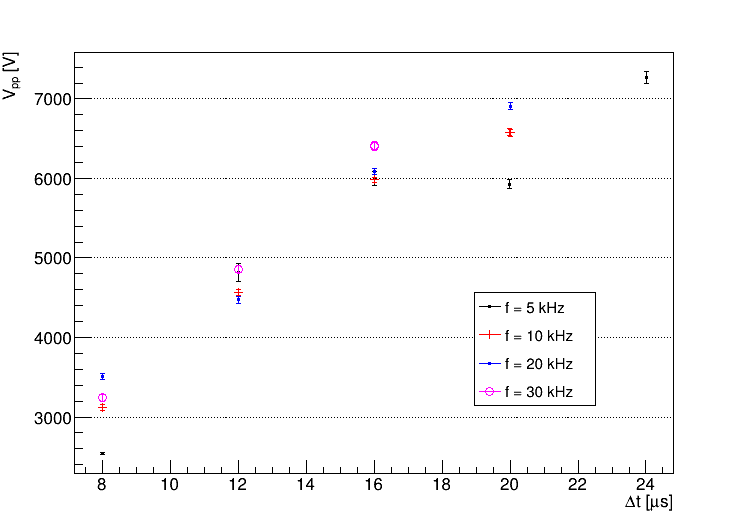 Vpp [V]
7000
6000
5000
4000
3000
f = 5 kHz
f = 10 kHz
f = 20 kHz
f = 30 kHz
8 10 12 14 16 18 20 22 24
Δt [μs]